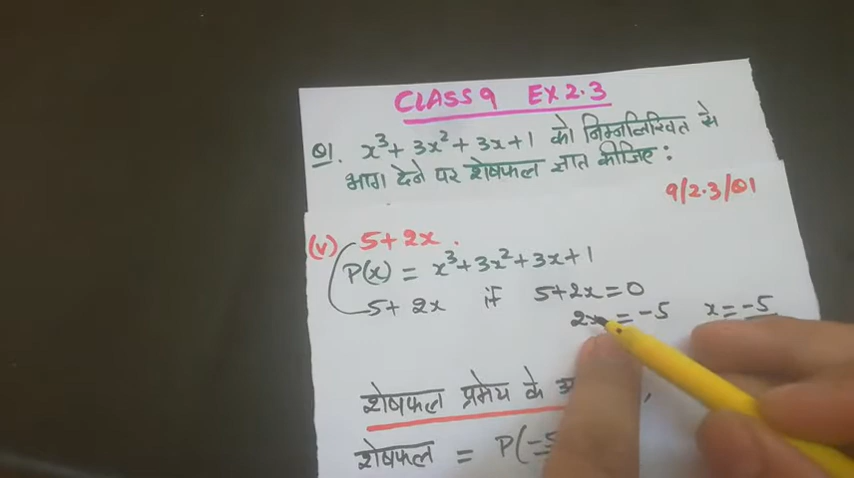 CLASS 9 EX 2.3
Q1. x³ + 3x² + 3x + 1 को निम्नलिखित से
भाग देने पर शेषफल ज्ञात कीजिए:
9/2.3/Q1
(v) 5 + 2x .
P(x) = x³ + 3x² + 3x + 1
5 + 2x if 5 + 2x = 0
2x = -5 x = -5
शेषफल प्रमेय के
शेषफल = P(-5